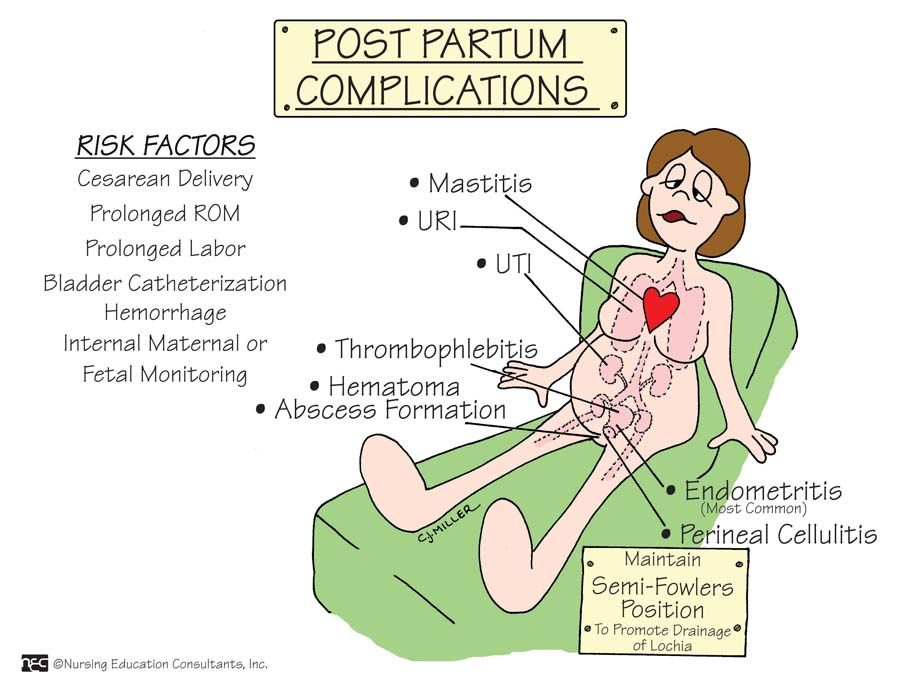 POST PARTUM
COMPLICATIONS
RISK FACTORS
Cesarean Delivery
Prolonged ROM
Prolonged Labor
Bladder Catheterization
Hemorrhage
Internal Maternal or
Fetal Monitoring
• Mastitis
• URI
• UTI
• Thrombophlebitis
• Hematoma
• Abscess Formation
• Endometritis
(Most Common)
• Perineal Cellulitis
Maintain
Semi-Fowlers
Position
To Promote Drainage
of Lochia
C.J. MILLER
nec ©Nursing Education Consultants, Inc.